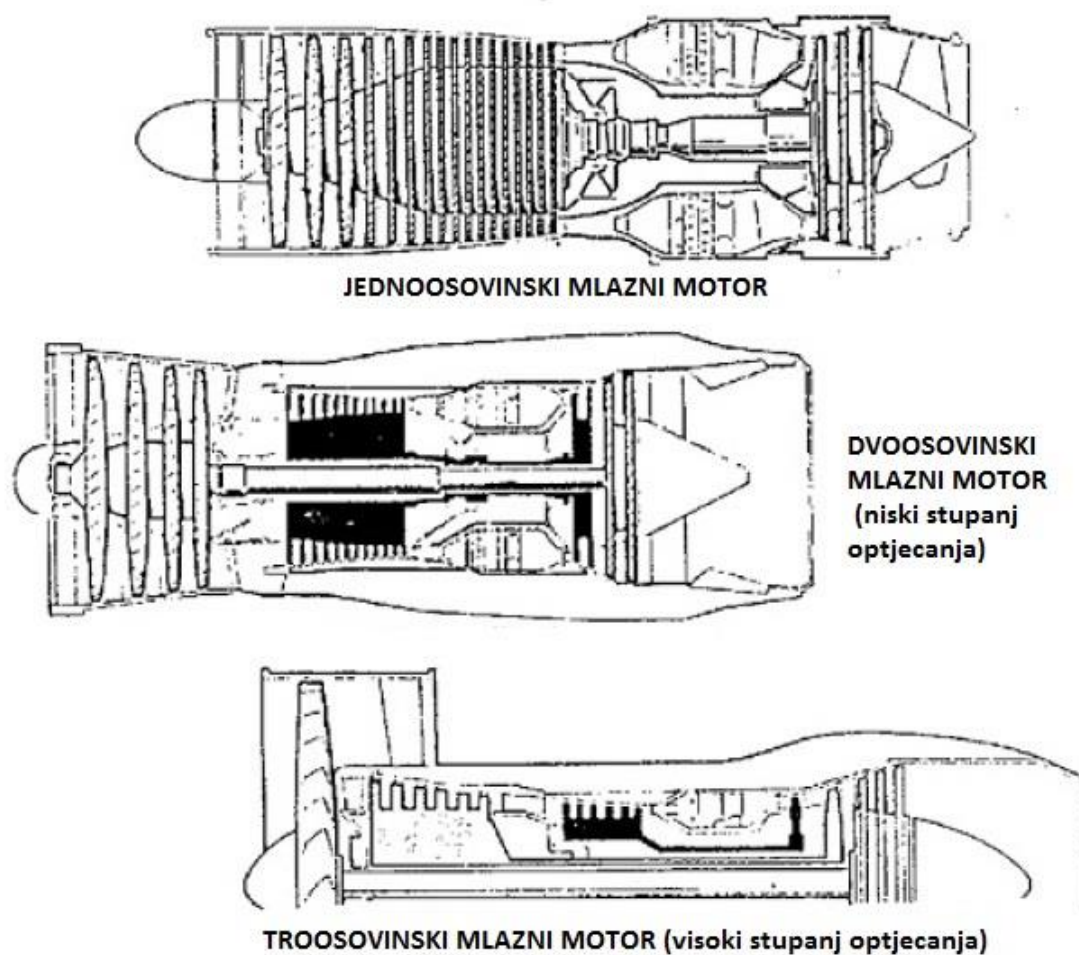 JEDNOOSOVINSKI MLAZNI MOTOR
DVOOSOVINSKI
MLAZNI MOTOR
(niski stupanj
optjecanja)
TROOSOVINSKI MLAZNI MOTOR (visoki stupanj optjecanja)